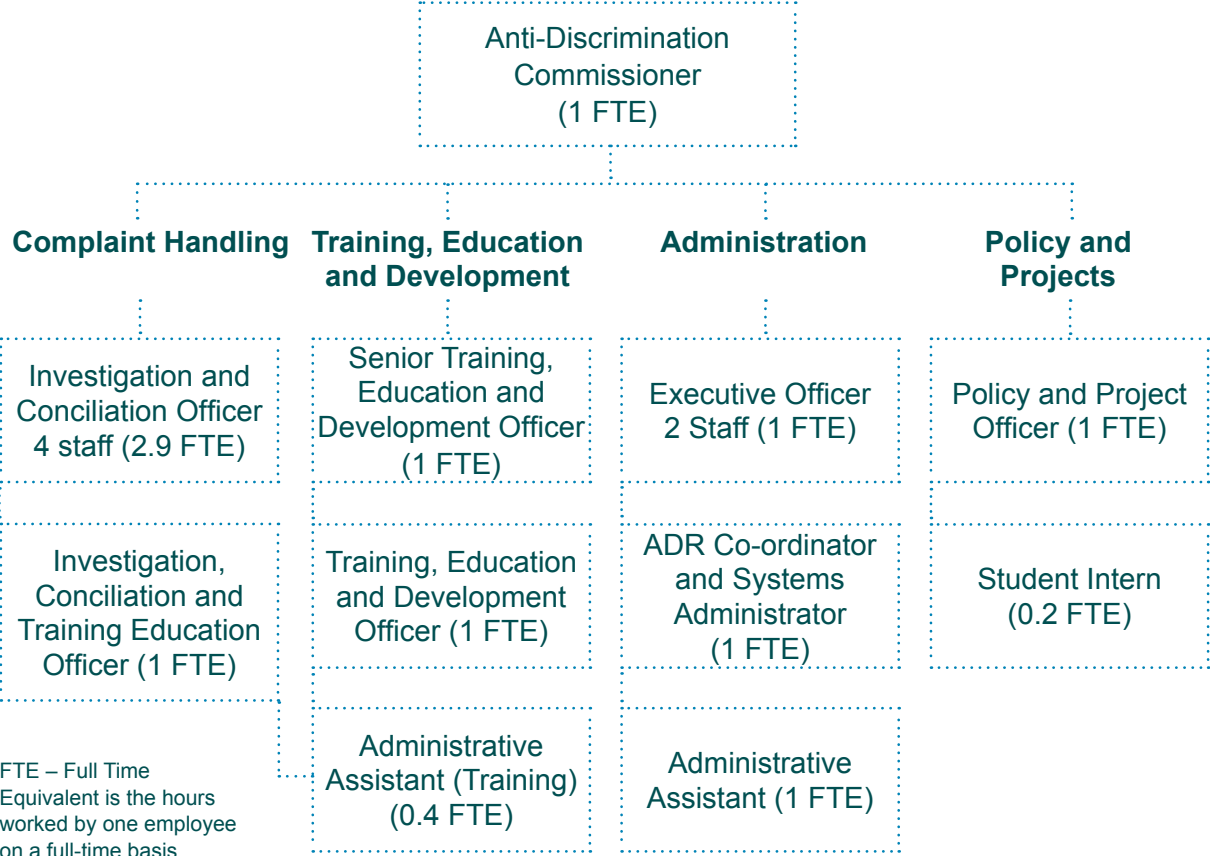 Anti-Discrimination
Commissioner
(1 FTE)
Complaint Handling
Training, Education
and Development
Administration
Policy and
Projects
Investigation and
Conciliation Officer
4 staff (2.9 FTE)
Senior Training,
Education and
Development Officer
(1 FTE)
Executive Officer
2 Staff (1 FTE)
Policy and Project
Officer (1 FTE)
Investigation,
Conciliation and
Training Education
Officer (1 FTE)
Training, Education
and Development
Officer (1 FTE)
ADR Co-ordinator
and Systems
Administrator
(1 FTE)
Student Intern
(0.2 FTE)
Administrative
Assistant (Training)
(0.4 FTE)
Administrative
Assistant (1 FTE)
FTE – Full Time
Equivalent is the hours
worked by one employee
on a full-time basis